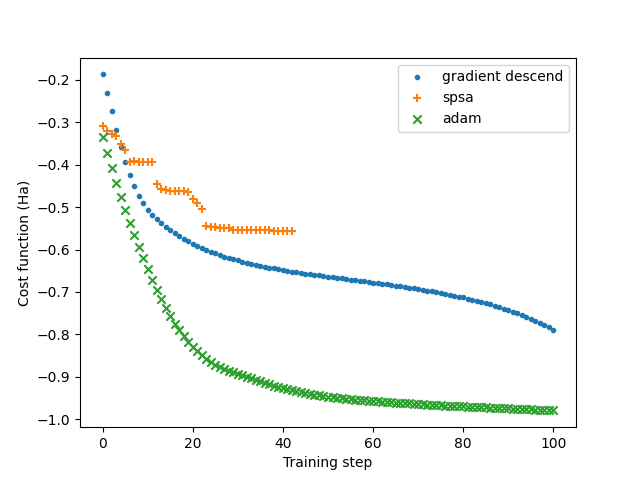 gradient descend
spsa
adam
−0.2
−0.3
−0.4
−0.5
−0.6
−0.7
−0.8
−0.9
−1.0
Cost function (Ha)
0 20 40 60 80 100
Training step